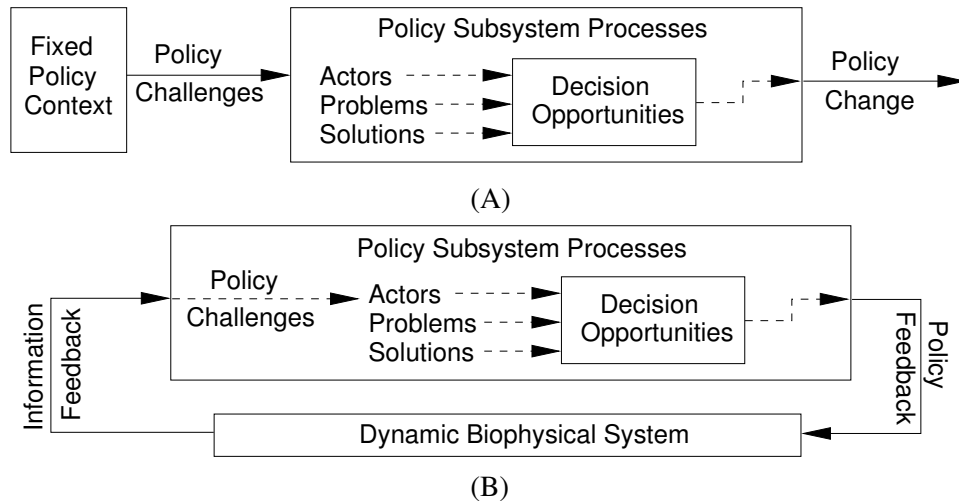 Fixed
Policy
Context
Policy
Challenges
Policy Subsystem Processes
Actors
Problems
Solutions
Decision
Opportunities
Policy
Change
(A)
Policy Subsystem Processes
Policy
Challenges
Actors
Problems
Solutions
Decision
Opportunities
Information
Feedback
Policy
Feedback
Dynamic Biophysical System
(B)